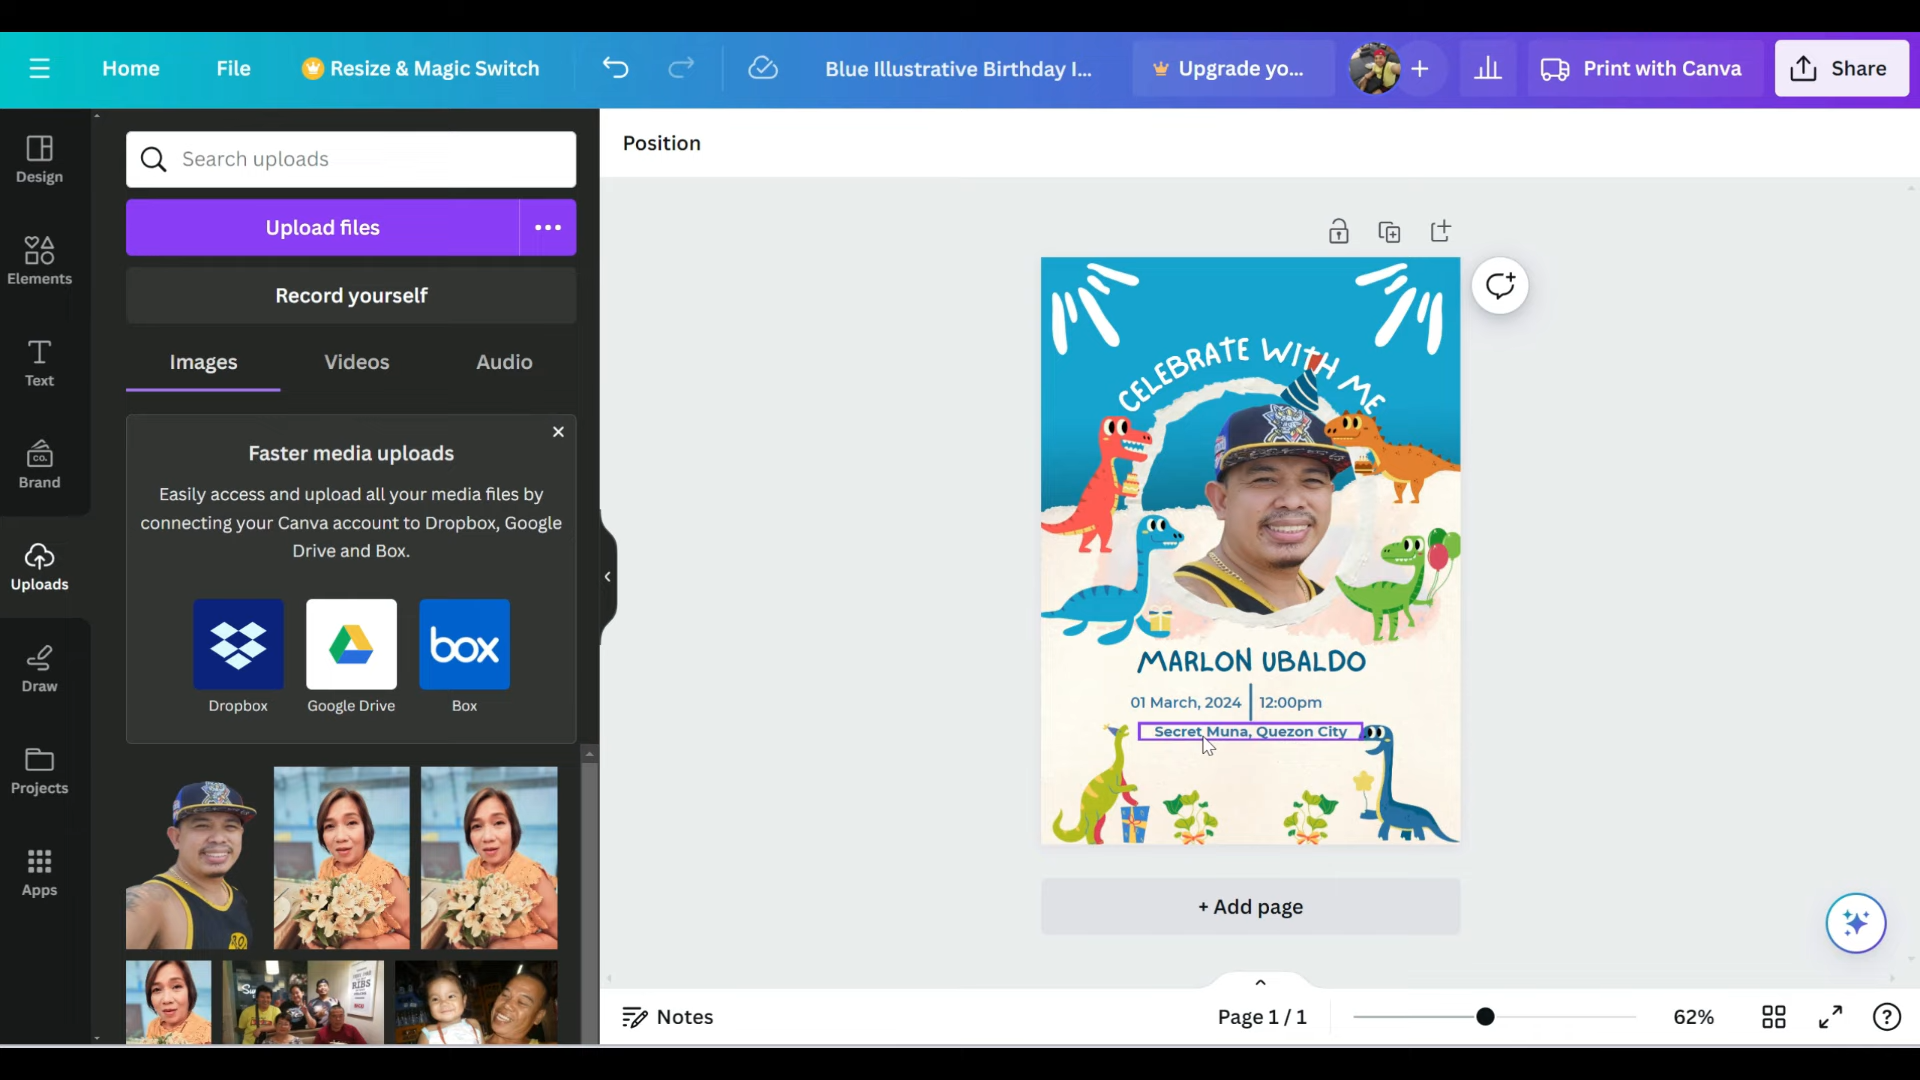 Home File Resize & Magic Switch Blue Illustrative Birthday I... Upgrade yo... + Print with Canva Share
Design
Elements
Text
CO.
Brand
Uploads
Draw
Projects
Apps
Search uploads
Upload files
Record yourself
Images Videos Audio
Faster media uploads
Easily access and upload all your media files by
connecting your Canva account to Dropbox, Google
Drive and Box.
box
Dropbox Google Drive Box
RIBS
Position
CELEBRATE WITH ME
MARLON UBALDO
01 March, 2024 12:00pm
Secret Muna, Quezon City
+ Add page
Notes Page 1 / 1 62% ?